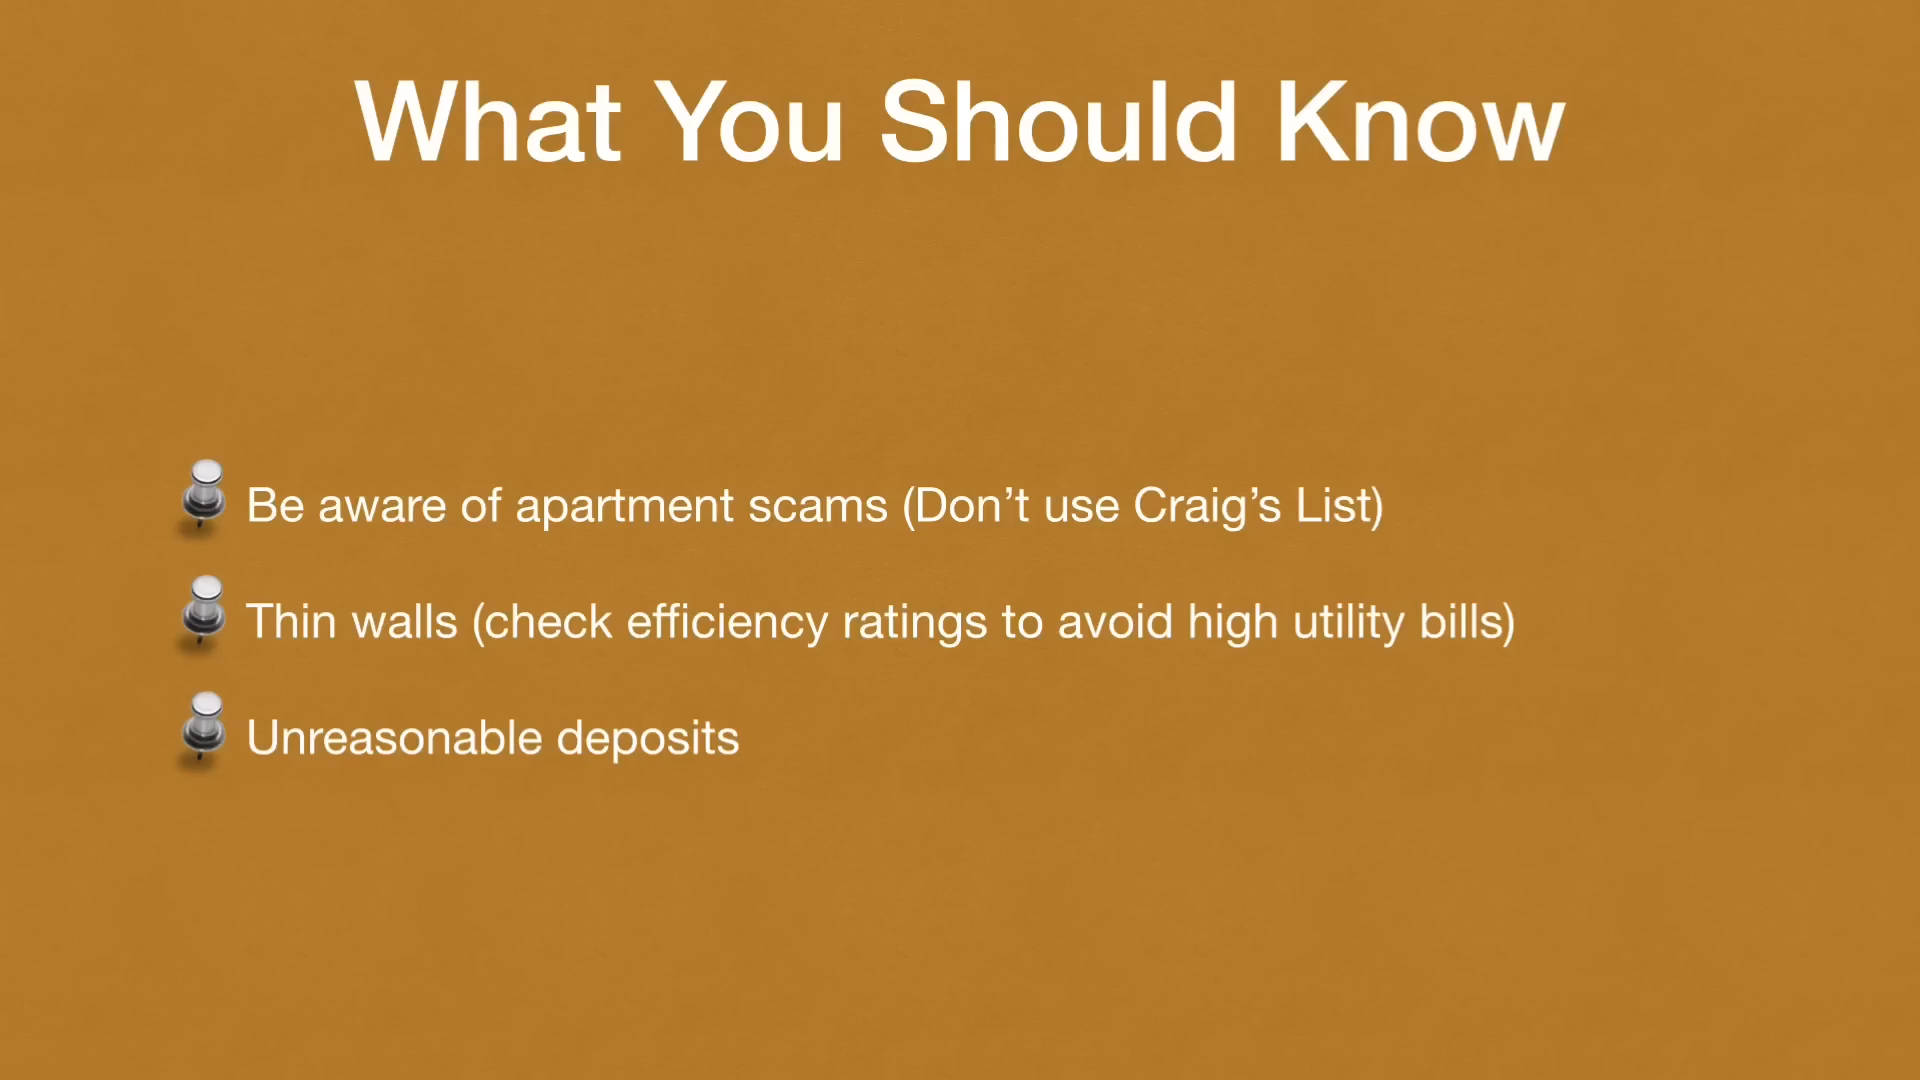 What You Should Know
Be aware of apartment scams (Don’t use Craig’s List)
Thin walls (check efficiency ratings to avoid high utility bills)
Unreasonable deposits